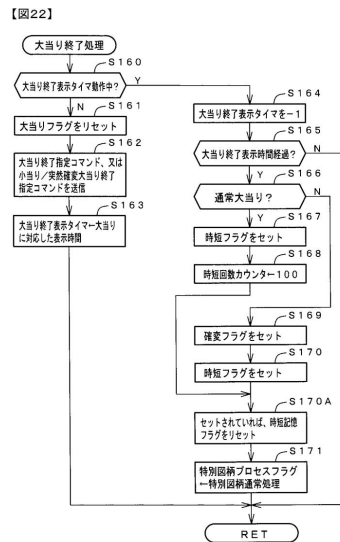 【図22】
大当り終了処理
S160
大当り終了表示タイマ動作中?
Y
N
S161
大当りフラグをリセット
S162
大当り終了指定コマンド、又は
小当り/突然確変大当り終了
指定コマンドを送信
S163
大当り終了表示タイマ←大当り
に対応した表示時間
S164
大当り終了表示タイマを-1
S165
大当り終了表示時間経過?
N
Y
S166
通常大当り?
N
Y
S167
時短フラグをセット
S168
時短回数カウンタ←100
S169
確変フラグをセット
S170
時短フラグをセット
S170A
セットされていれば、時短記憶
フラグをリセット
S171
特別図柄プロセスフラグ
←特別図柄通常処理
RET